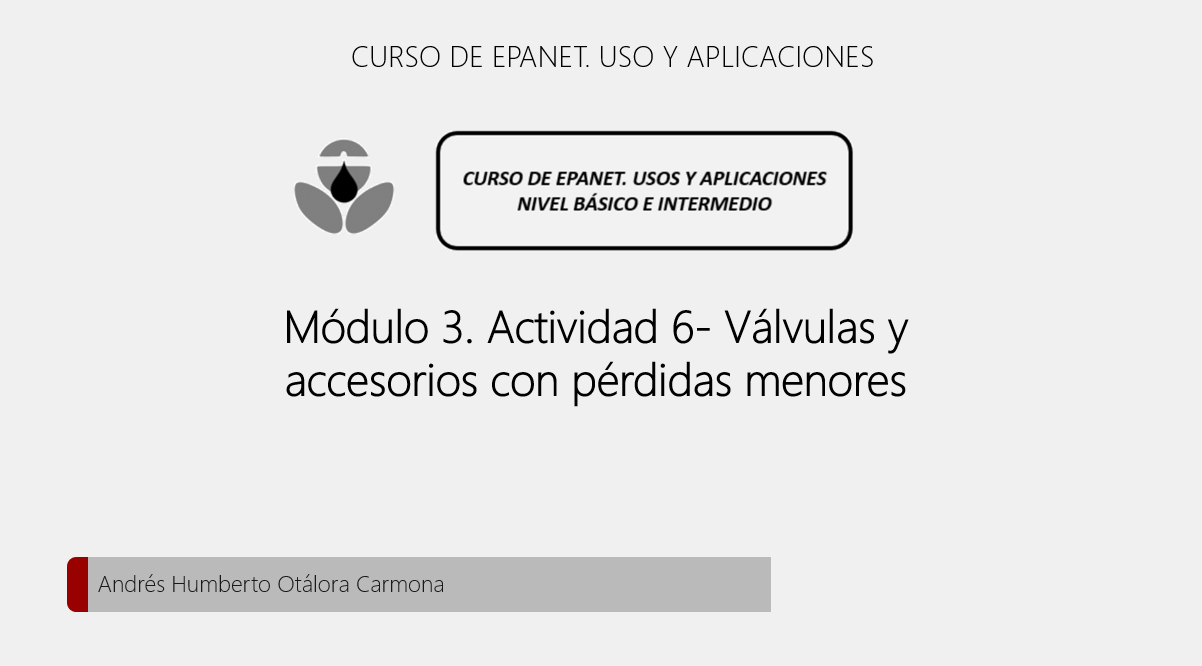 CURSO DE EPANET. USO Y APLICACIONES
CURSO DE EPANET. USOS Y APLICACIONES
NIVEL BÁSICO E INTERMEDIO
Módulo 3. Actividad 6- Válvulas y
accesorios con pérdidas menores
Andrés Humberto Otálora Carmona